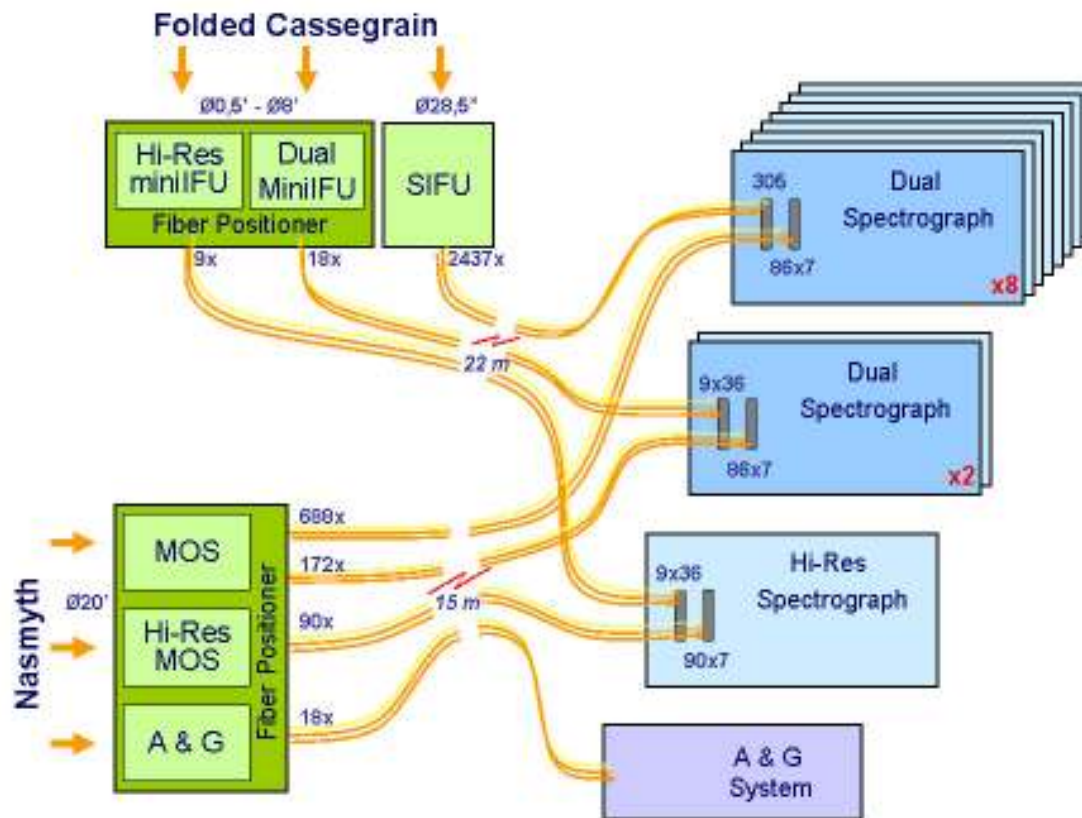 Folded Cassegrain
Ø0,5' - Ø8'
Ø28,5"
Hi-Res
miniIFU
Dual
MiniIFU
Fiber Positioner
SIFU
9x
18x
2437x
22 m
306
Dual
Spectrograph
86x7
x8
9x36
Dual
Spectrograph
86x7
x2
Nasmyth
Ø20'
MOS
Hi-Res
MOS
A & G
Fiber Positioner
688x
172x
90x
18x
15 m
9x36
Hi-Res
Spectrograph
90x7
A & G
System